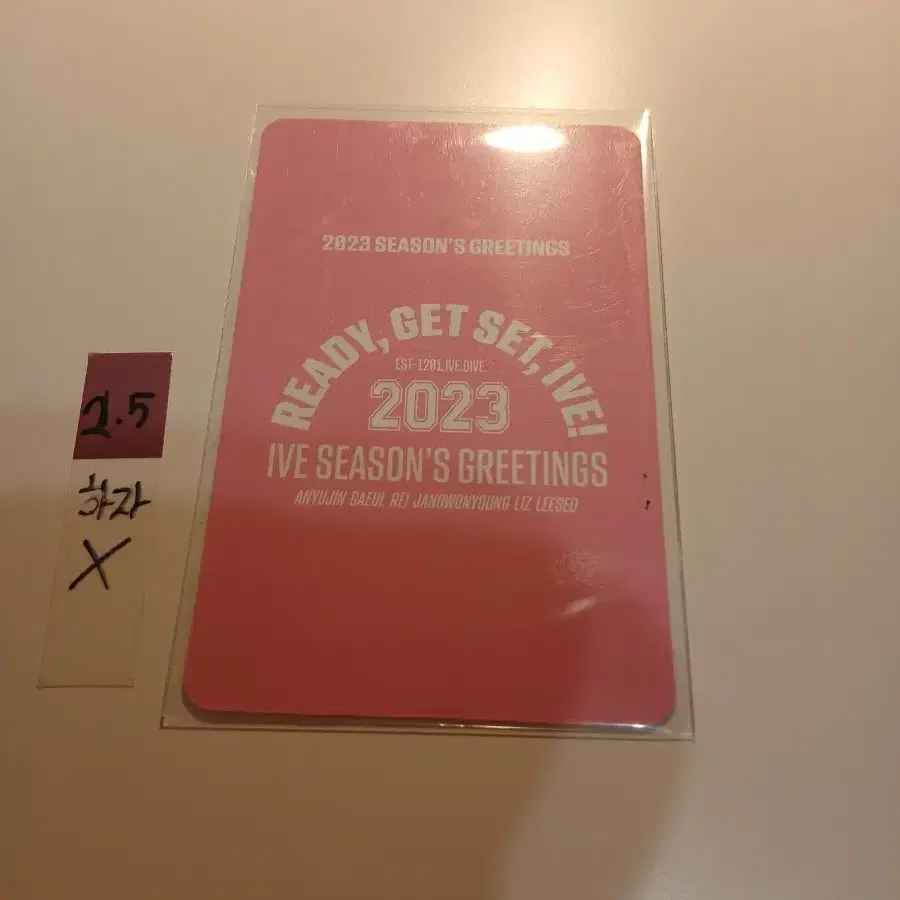 2023 SEASON'S GREETINGS
READY, GET SET, IVE!
EST-1201.IVE.DIVE.
2023
IVE SEASON'S GREETINGS
ANYUJIN GAEUL REI JANGWONYOUNG LIZ LEESEO
2.5
하자
X